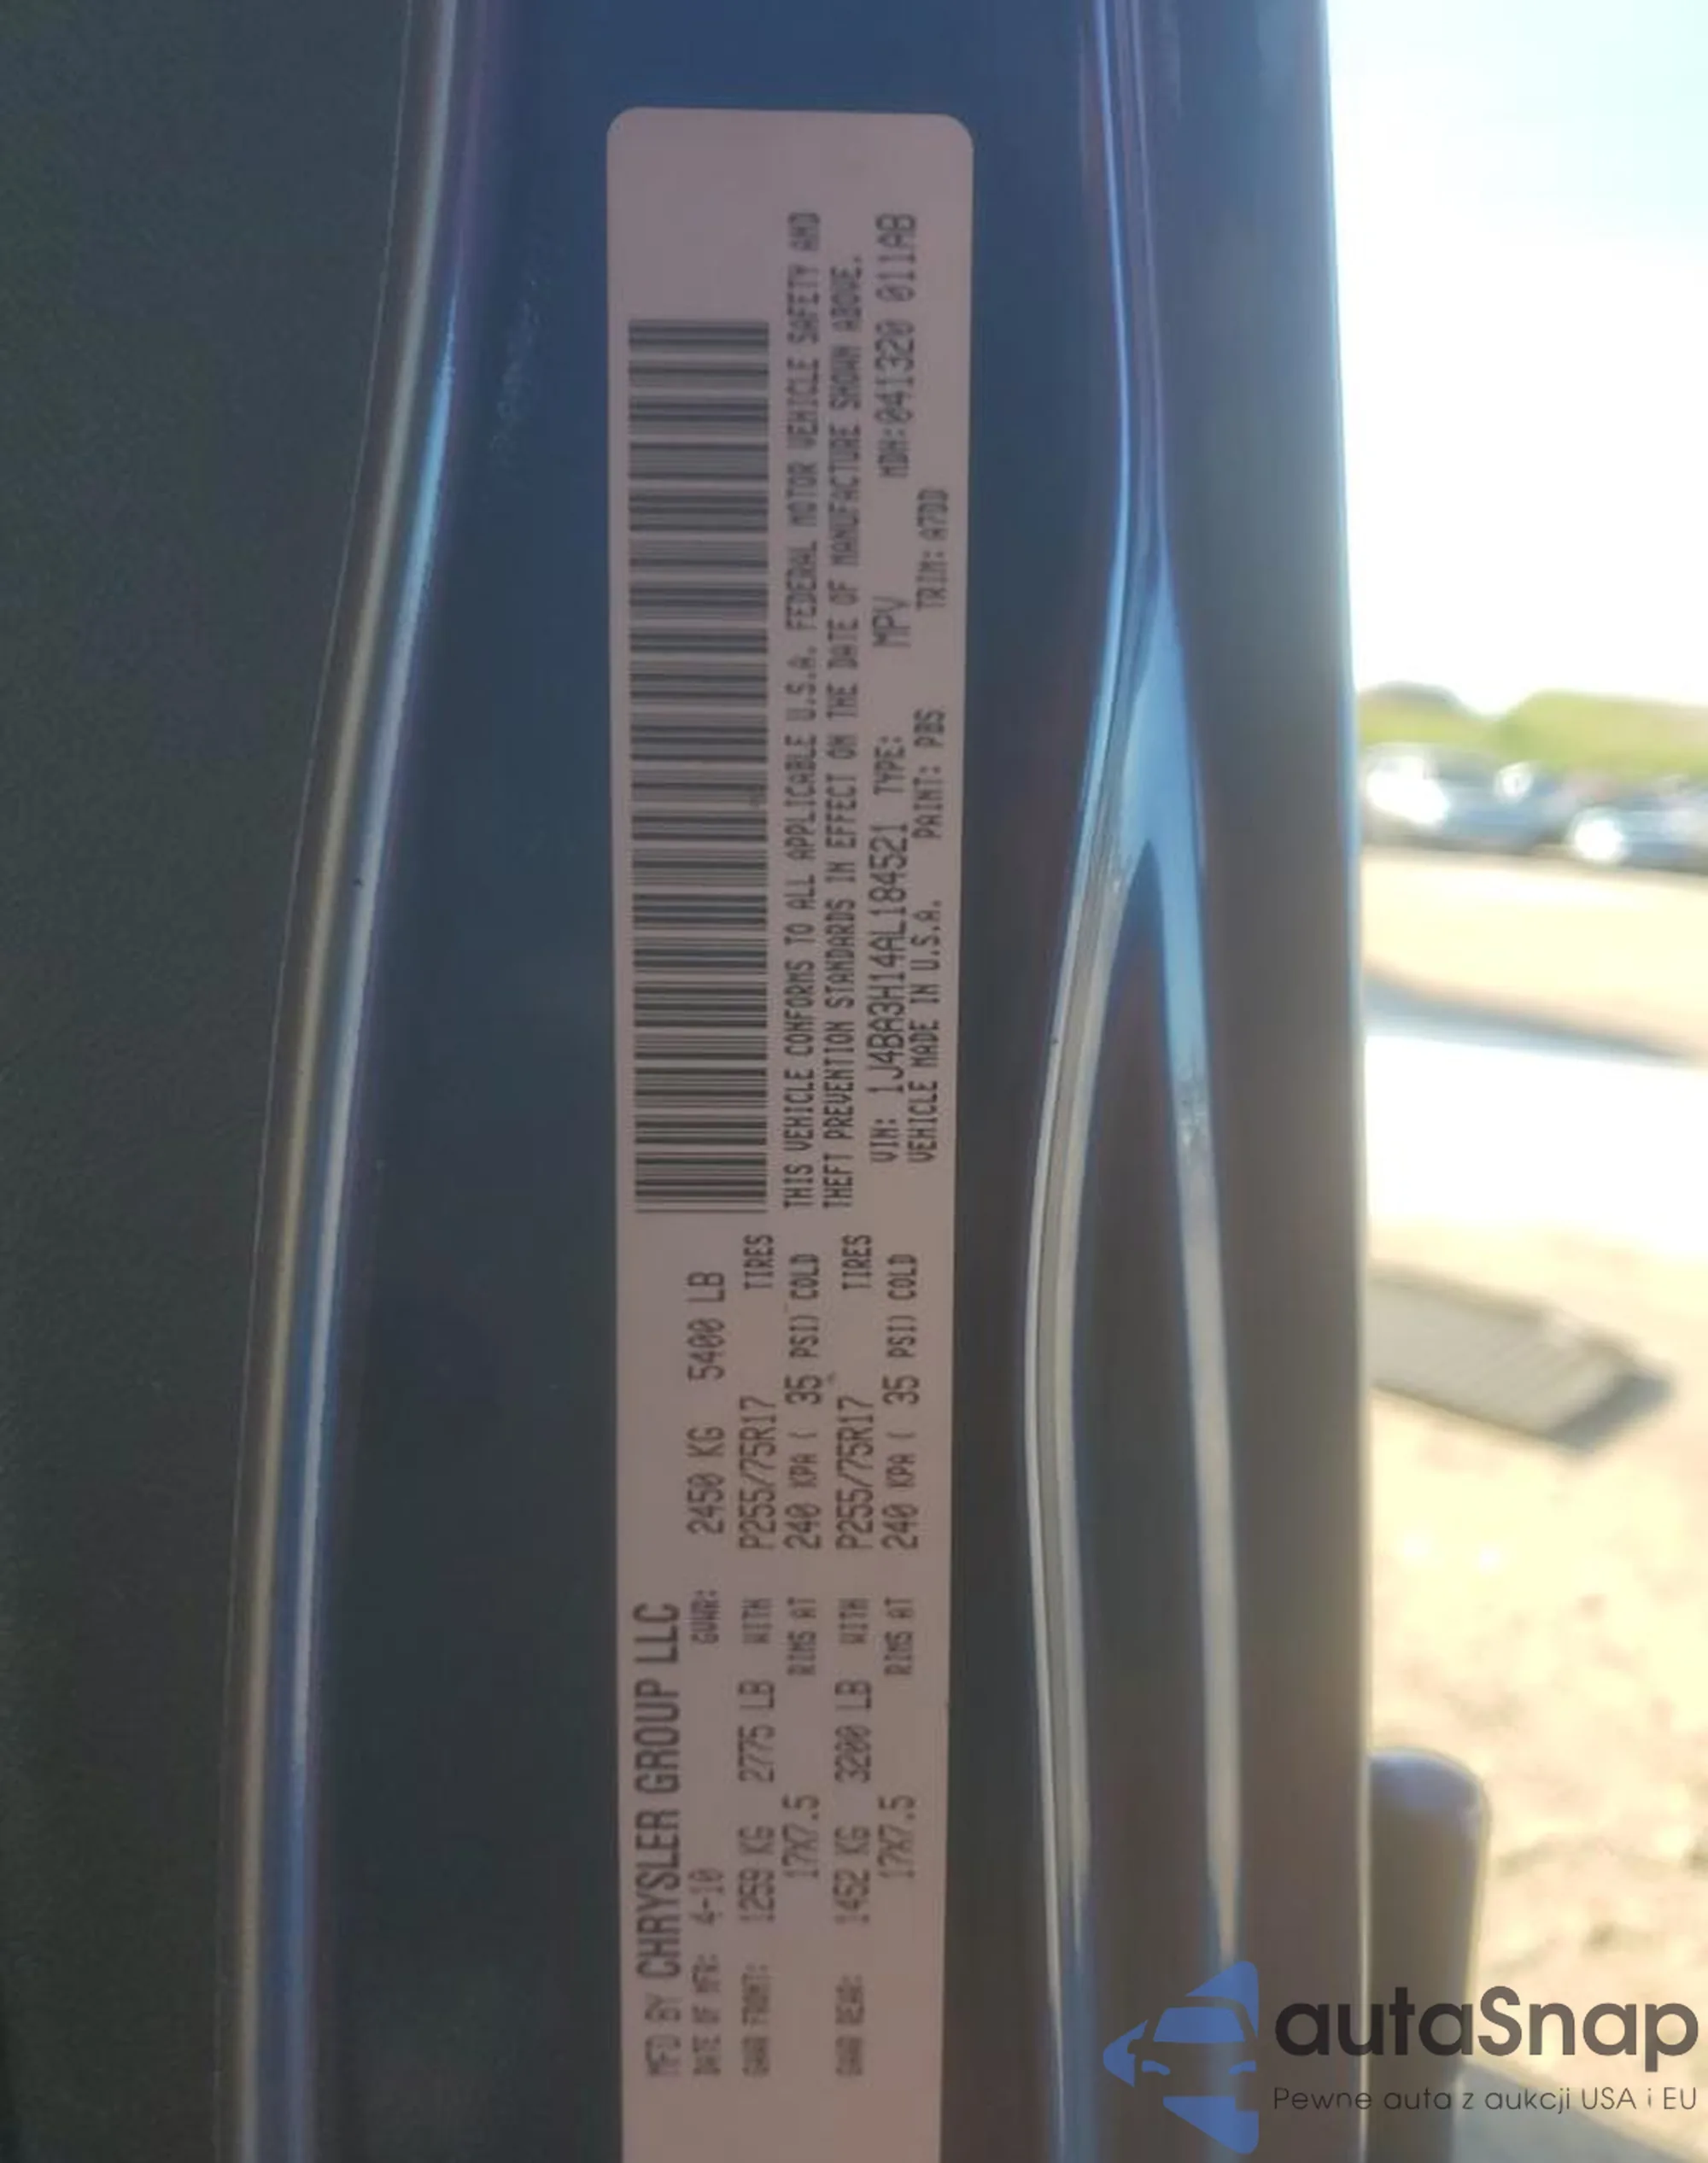 MFD BY CHRYSLER GROUP LLC
DATE OF MFR: 4-10 GVWR: 2450 KG 5400 LB
GAWR FRONT: 1259 KG 2775 LB WITH P255/75R17 TIRES
17X7.5 RIMS AT 240 KPA ( 35 PSI) COLD
GAWR REAR: 1452 KG 3200 LB WITH P255/75R17 TIRES
17X7.5 RIMS AT 240 KPA ( 35 PSI) COLD
THIS VEHICLE CONFORMS TO ALL APPLICABLE U.S.A. FEDERAL MOTOR VEHICLE SAFETY AND
THEFT PREVENTION STANDARDS IN EFFECT ON THE DATE OF MANUFACTURE SHOWN ABOVE.
VIN: 1J4BA3H14AL184521 TYPE: MPV MDH:041320 011AB
VEHICLE MADE IN U.S.A. PAINT: PBS TRIM: A7DD
autaSnap
Pewne auta z aukcji USA i EU